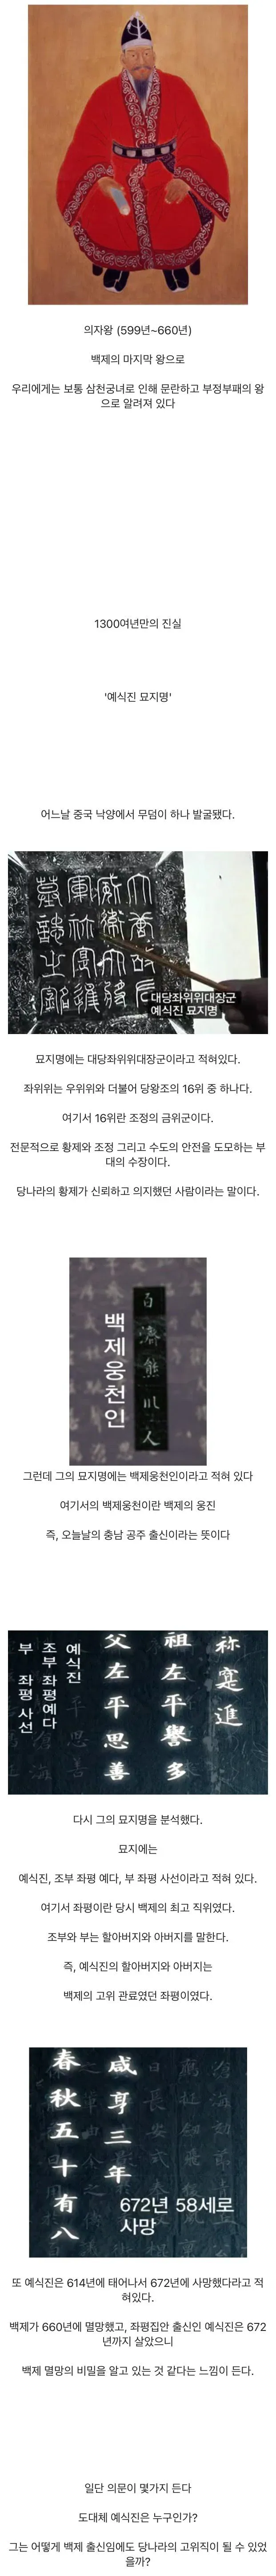 의자왕 (599년~660년)
백제의 마지막 왕으로
우리에게는 보통 삼천궁녀로 인해 문란하고 부정부패의 왕
으로 알려져 있다
1300여년만의 진실
'예식진 묘지명'
어느날 중국 낙양에서 무덤이 하나 발굴됐다.
대당좌위위대장군
예식진 묘지명
묘지명에는 대당좌위위대장군이라고 적혀있다.
좌위위는 우위위와 더불어 당왕조의 16위 중 하나다.
여기서 16위란 조정의 금위군이다.
전문적으로 황제와 조정 그리고 수도의 안전을 도모하는 부
대의 수장이다.
당나라의 황제가 신뢰하고 의지했던 사람이라는 말이다.
백제웅천인
百濟熊川人
그런데 그의 묘지명에는 백제웅천인이라고 적혀 있다
여기서의 백제웅천이란 백제의 웅진
즉, 오늘날의 충남 공주 출신이라는 뜻이다
祢寔進
祖左平譽多
父左平思善
예식진
조부 좌평예다
부 좌평 사선
다시 그의 묘지명을 분석했다.
묘지에는
예식진, 조부 좌평 예다, 부 좌평 사선이라고 적혀 있다.
여기서 좌평이란 당시 백제의 최고 직위였다.
조부와 부는 할아버지와 아버지를 말한다.
즉, 예식진의 할아버지와 아버지는
백제의 고위 관료였던 좌평이였다.
咸亨三年
春秋五十有八
672년 58세로
사망
또 예식진은 614년에 태어나서 672년에 사망했다라고 적
혀있다.
백제가 660년에 멸망했고, 좌평집안 출신인 예식진은 672
년까지 살았으니
백제 멸망의 비밀을 알고 있는 것 같다는 느낌이 든다.
일단 의문이 몇가지 든다
도대체 예식진은 누구인가?
그는 어떻게 백제 출신임에도 당나라의 고위직이 될 수 있었
을까?